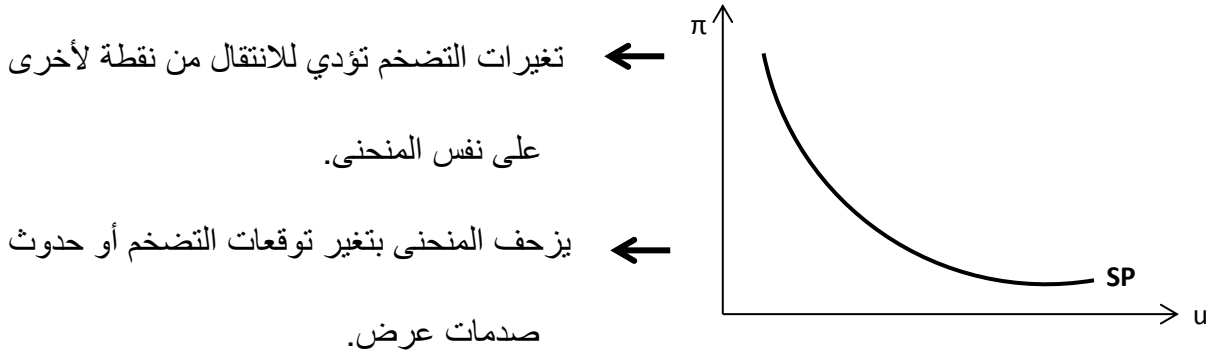 تغيرات التضخم تؤدي للانتقال من نقطة لأخرى
على نفس المنحنى.
يزحف المنحنى بتغير توقعات التضخم أو حدوث
صدمات عرض.
π
SP
u